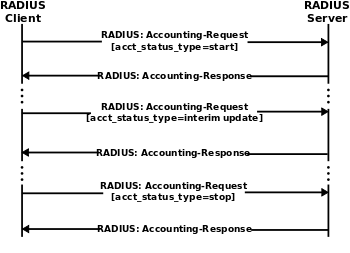 RADIUS
Client
RADIUS
Server
RADIUS: Accounting-Request
[acct_status_type=start]
RADIUS: Accounting-Response
RADIUS: Accounting-Request
[acct_status_type=interim update]
RADIUS: Accounting-Response
RADIUS: Accounting-Request
[acct_status_type=stop]
RADIUS: Accounting-Response